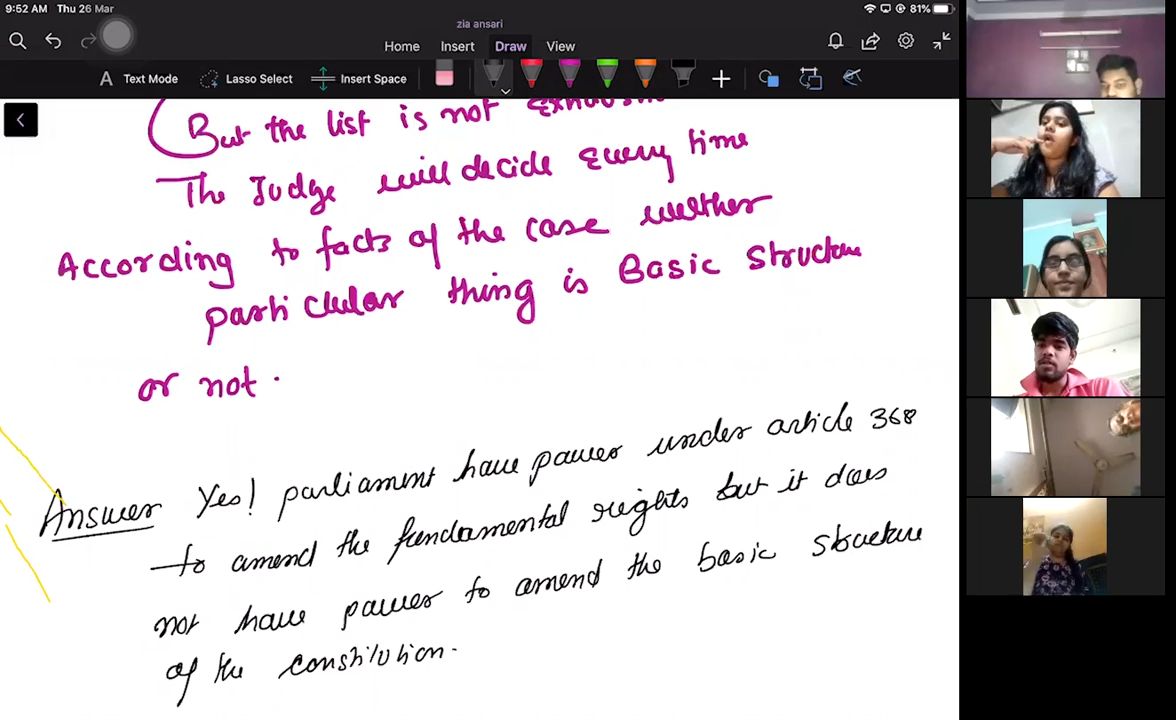 9:52 AM Thu 26 Mar
81%
zia ansari
Home Insert Draw View
Text Mode Lasso Select Insert Space
But the list is not
The Judge will decide Every time
According to facts of the case wether
particular thing is Basic Structure
or not.
Answer Yes! parliament have power under article 368
to amend the fundamental rights but it does
not have power to amend the basic structure
of the constitution.